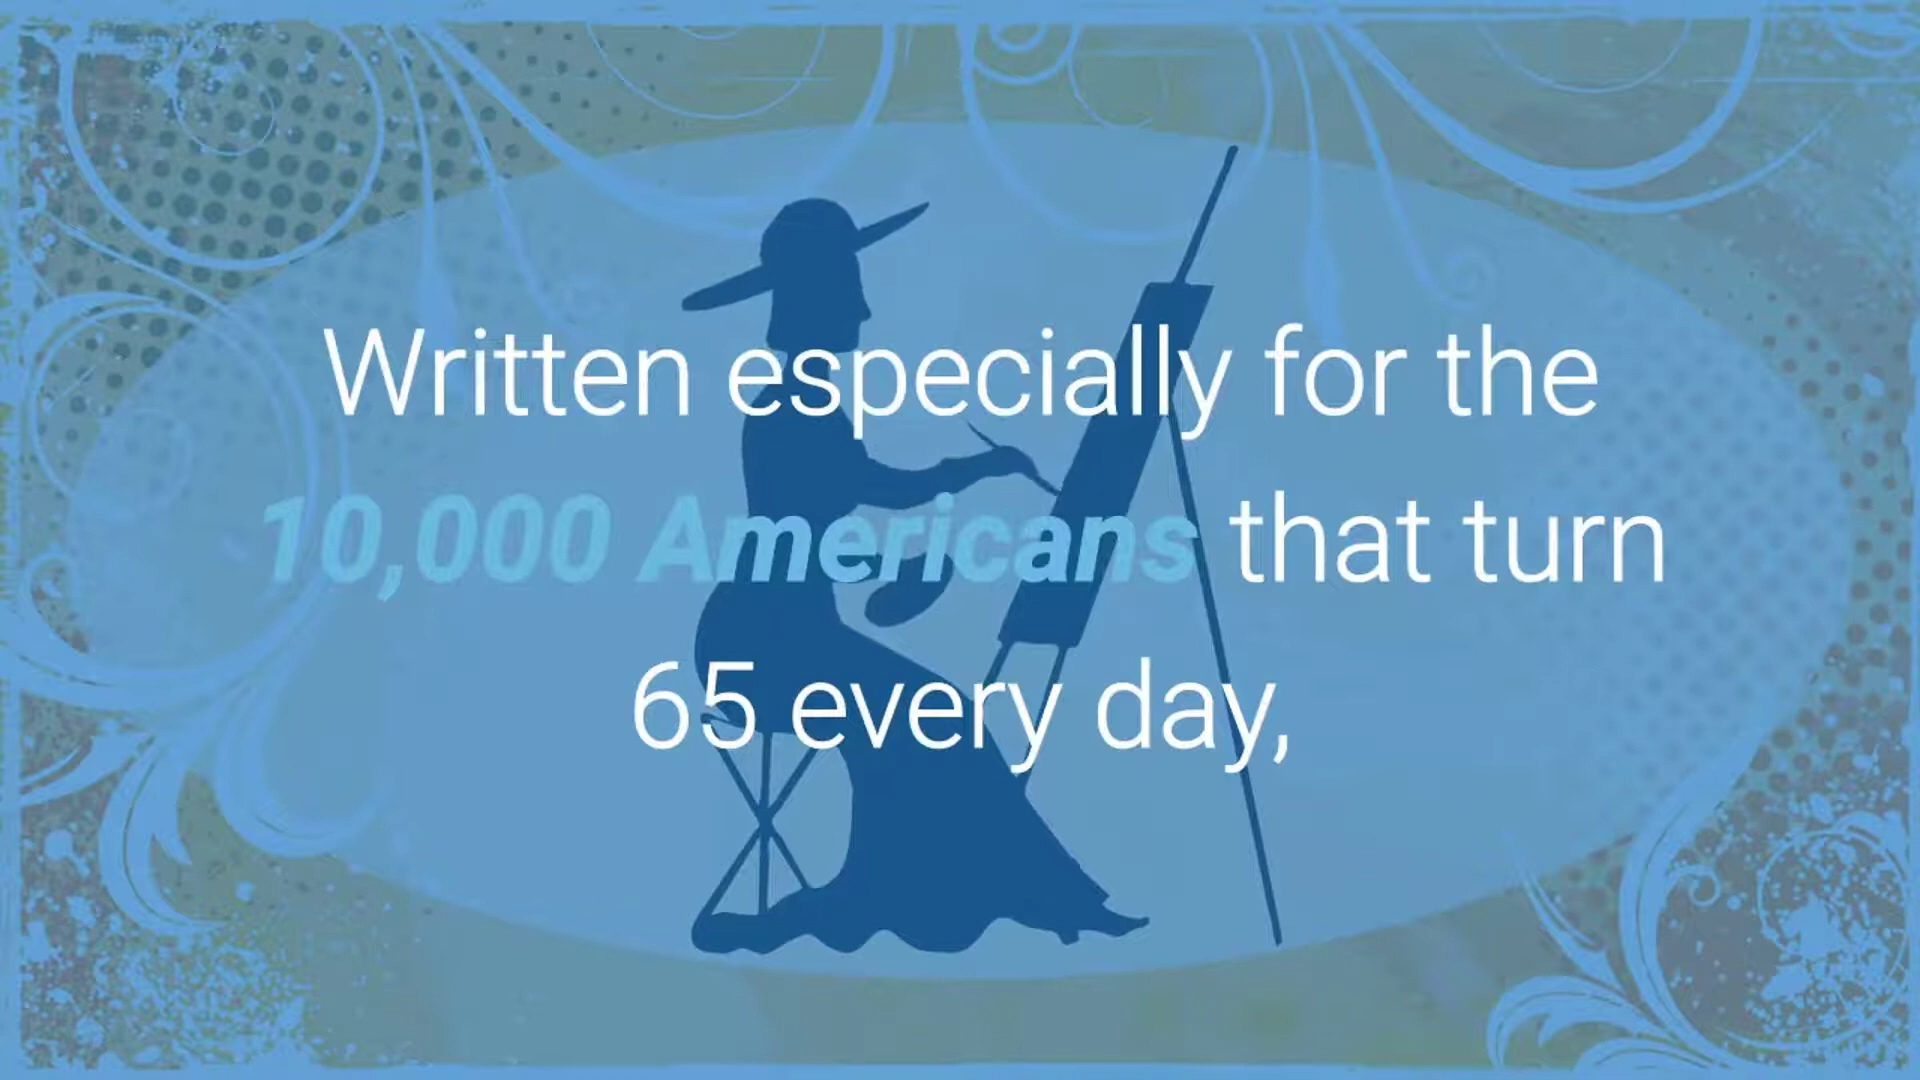 Written especially for the
10,000 Americans that turn
65 every day,